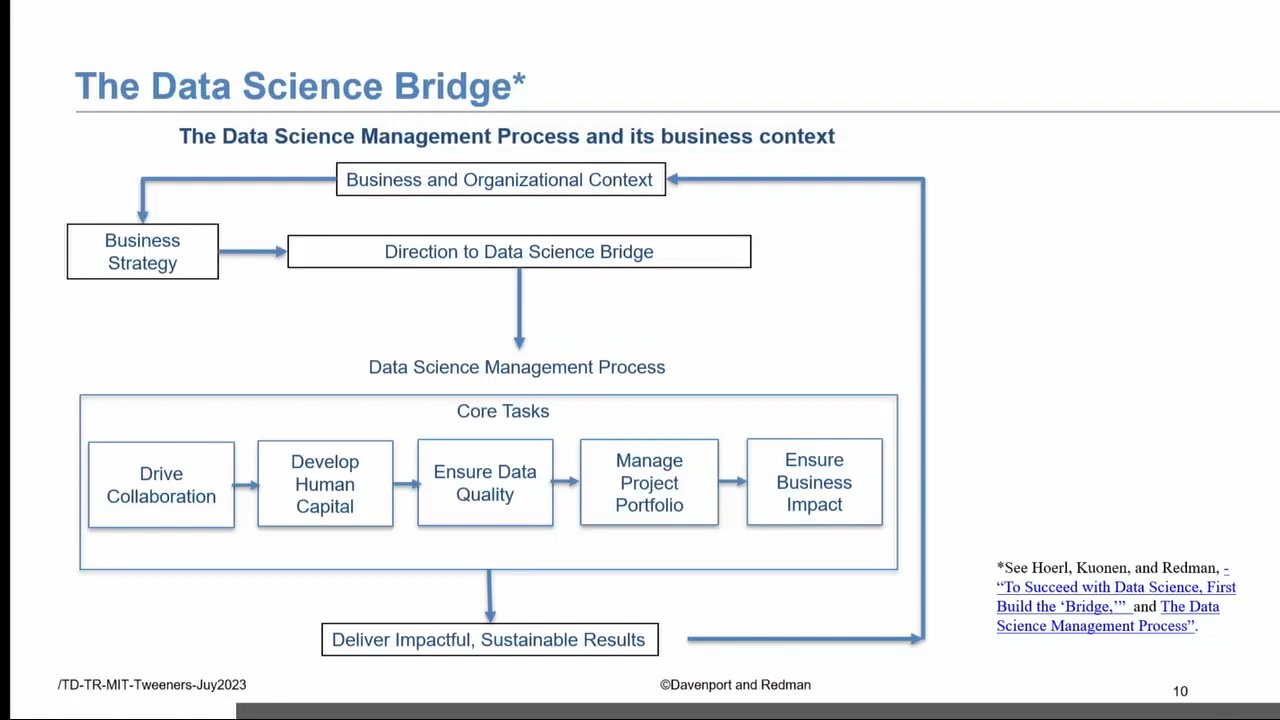 The Data Science Bridge*
The Data Science Management Process and its business context
Business and Organizational Context
Business
Strategy
Direction to Data Science Bridge
Data Science Management Process
Core Tasks
Drive
Collaboration
Develop
Human
Capital
Ensure Data
Quality
Manage
Project
Portfolio
Ensure
Business
Impact
Deliver Impactful, Sustainable Results
*See Hoerl, Kuonen, and Redman, -
“To Succeed with Data Science, First
Build the ‘Bridge,’” and The Data
Science Management Process”.
/TD-TR-MIT-Tweeners-Juy2023
©Davenport and Redman
10